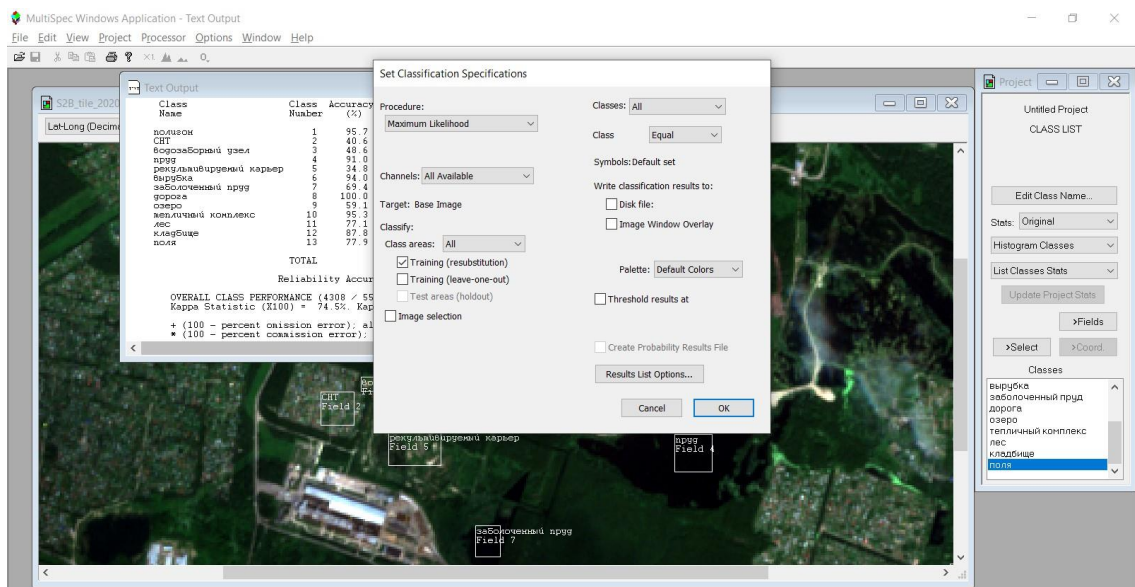 MultiSpec Windows Application - Text Output
File Edit View Project Processor Options Window Help
S2B_tile_2020
Lat-Long (Decim
Text Output
Class Class Accuracy
Name Number (%)
полигон 1 95.7
СНТ 2 40.6
водозаборный узел 3 48.6
пруд 4 91.0
рекультивируемый карьер 5 34.8
вырубка 6 94.0
заболоченный пруд 7 69.4
дорога 8 100.0
озеро 9 59.1
тепличный комплекс 10 95.3
лес 11 77.1
кладбище 12 87.8
поля 13 77.9
TOTAL
Reliability Accur
OVERALL CLASS PERFORMANCE (4308 / 55
Kappa Statistic (X100) = 74.5%. Kap
+ (100 - percent omission error); al
* (100 - percent commission error);
Set Classification Specifications
Procedure:
Maximum Likelihood
Channels: All Available
Target: Base Image
Classify:
Class areas: All
Training (resubstitution)
Training (leave-one-out)
Test areas (holdout)
Image selection
Classes: All
Class Equal
Symbols: Default set
Write classification results to:
Disk file:
Image Window Overlay
Palette: Default Colors
Threshold results at
Create Probability Results File
Results List Options...
Cancel OK
Project
Untitled Project
CLASS LIST
Edit Class Name...
Stats: Original
Histogram Classes
List Classes Stats
Update Project Stats
>Fields
>Select >Coord.
Classes
вырубка
заболоченный пруд
дорога
озеро
тепличный комплекс
лес
кладбище
поля
СНТ
Field 2
рекультивируемый карьер
Field 5
пруд
Field 4
заболоченный пруд
Field 7